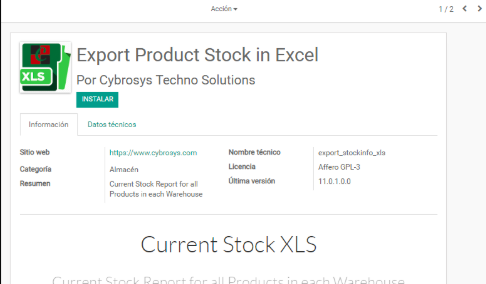 Acción
1 / 2
XLS
Export Product Stock in Excel
Por Cybrosys Techno Solutions
INSTALAR
Información Datos técnicos
Sitio web https://www.cybrosys.com
Categoría Almacén
Resumen Current Stock Report for all
Products in each Warehouse
Nombre técnico export_stockinfo_xls
Licencia Affero GPL-3
Última versión 11.0.1.0.0
Current Stock XLS
Current Stock Report for all Products in each Warehouse